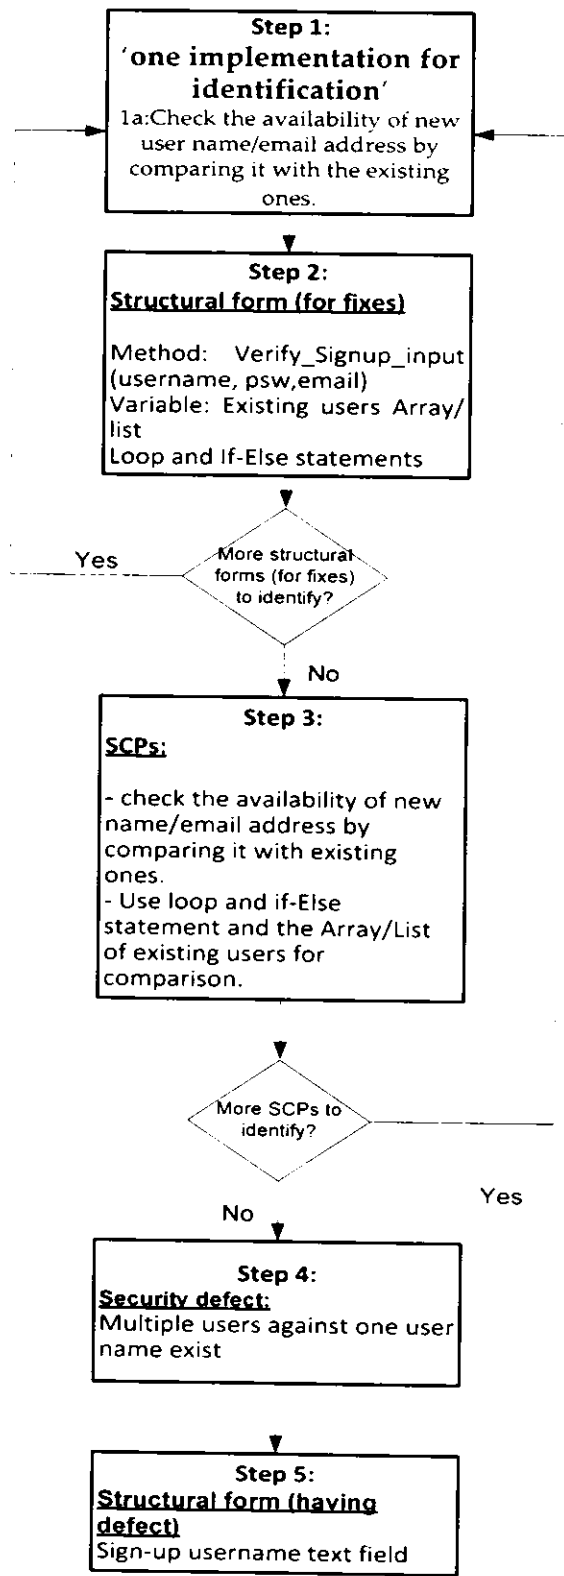 Step 1:
'one implementation for
identification'
1a:Check the availability of new
user name/email address by
comparing it with the existing
ones.
Step 2:
Structural form (for fixes)
Method: Verify_Signup_input
(username, psw,email)
Variable: Existing users Array/
list
Loop and If-Else statements
More structural
forms (for fixes)
to identify?
Yes
No
Step 3:
SCPs:
- check the availability of new
name/email address by
comparing it with existing
ones.
- Use loop and if-Else
statement and the Array/List
of existing users for
comparison.
More SCPs to
identify?
Yes
No
Step 4:
Security defect:
Multiple users against one user
name exist
Step 5:
Structural form (having
defect)
Sign-up username text field